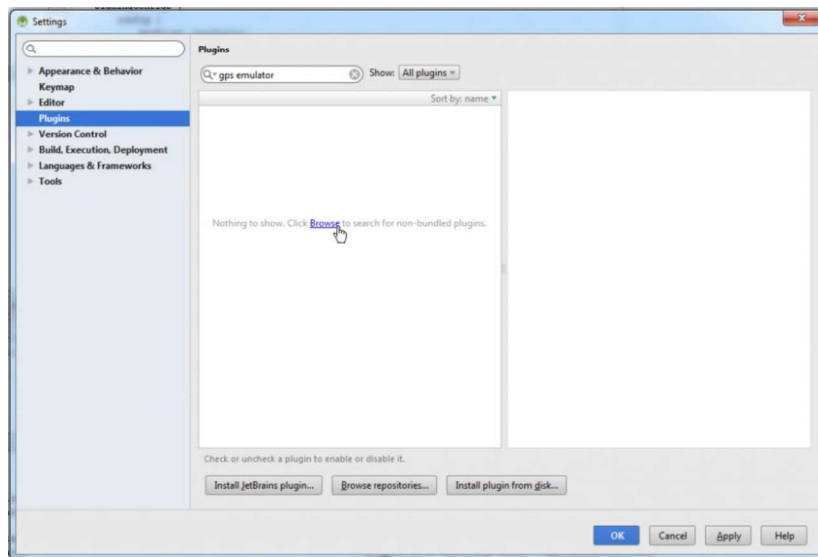 Settings
Plugins
gps emulator
Show: All plugins
Appearance & Behavior
Keymap
Editor
Plugins
Version Control
Build, Execution, Deployment
Languages & Frameworks
Tools
Sort by: name
Nothing to show. Click Browse to search for non-bundled plugins.
Check or uncheck a plugin to enable or disable it.
Install JetBrains plugin...
Browse repositories...
Install plugin from disk...
OK
Cancel
Apply
Help